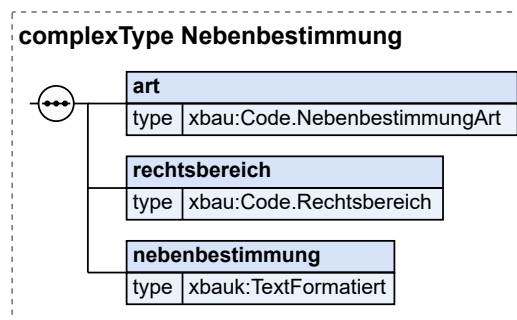 complexType Nebenbestimmung
art
type xbau:Code.NebenbestimmungArt
rechtsbereich
type xbau:Code.Rechtsbereich
nebenbestimmung
type xbauk:TextFormatiert